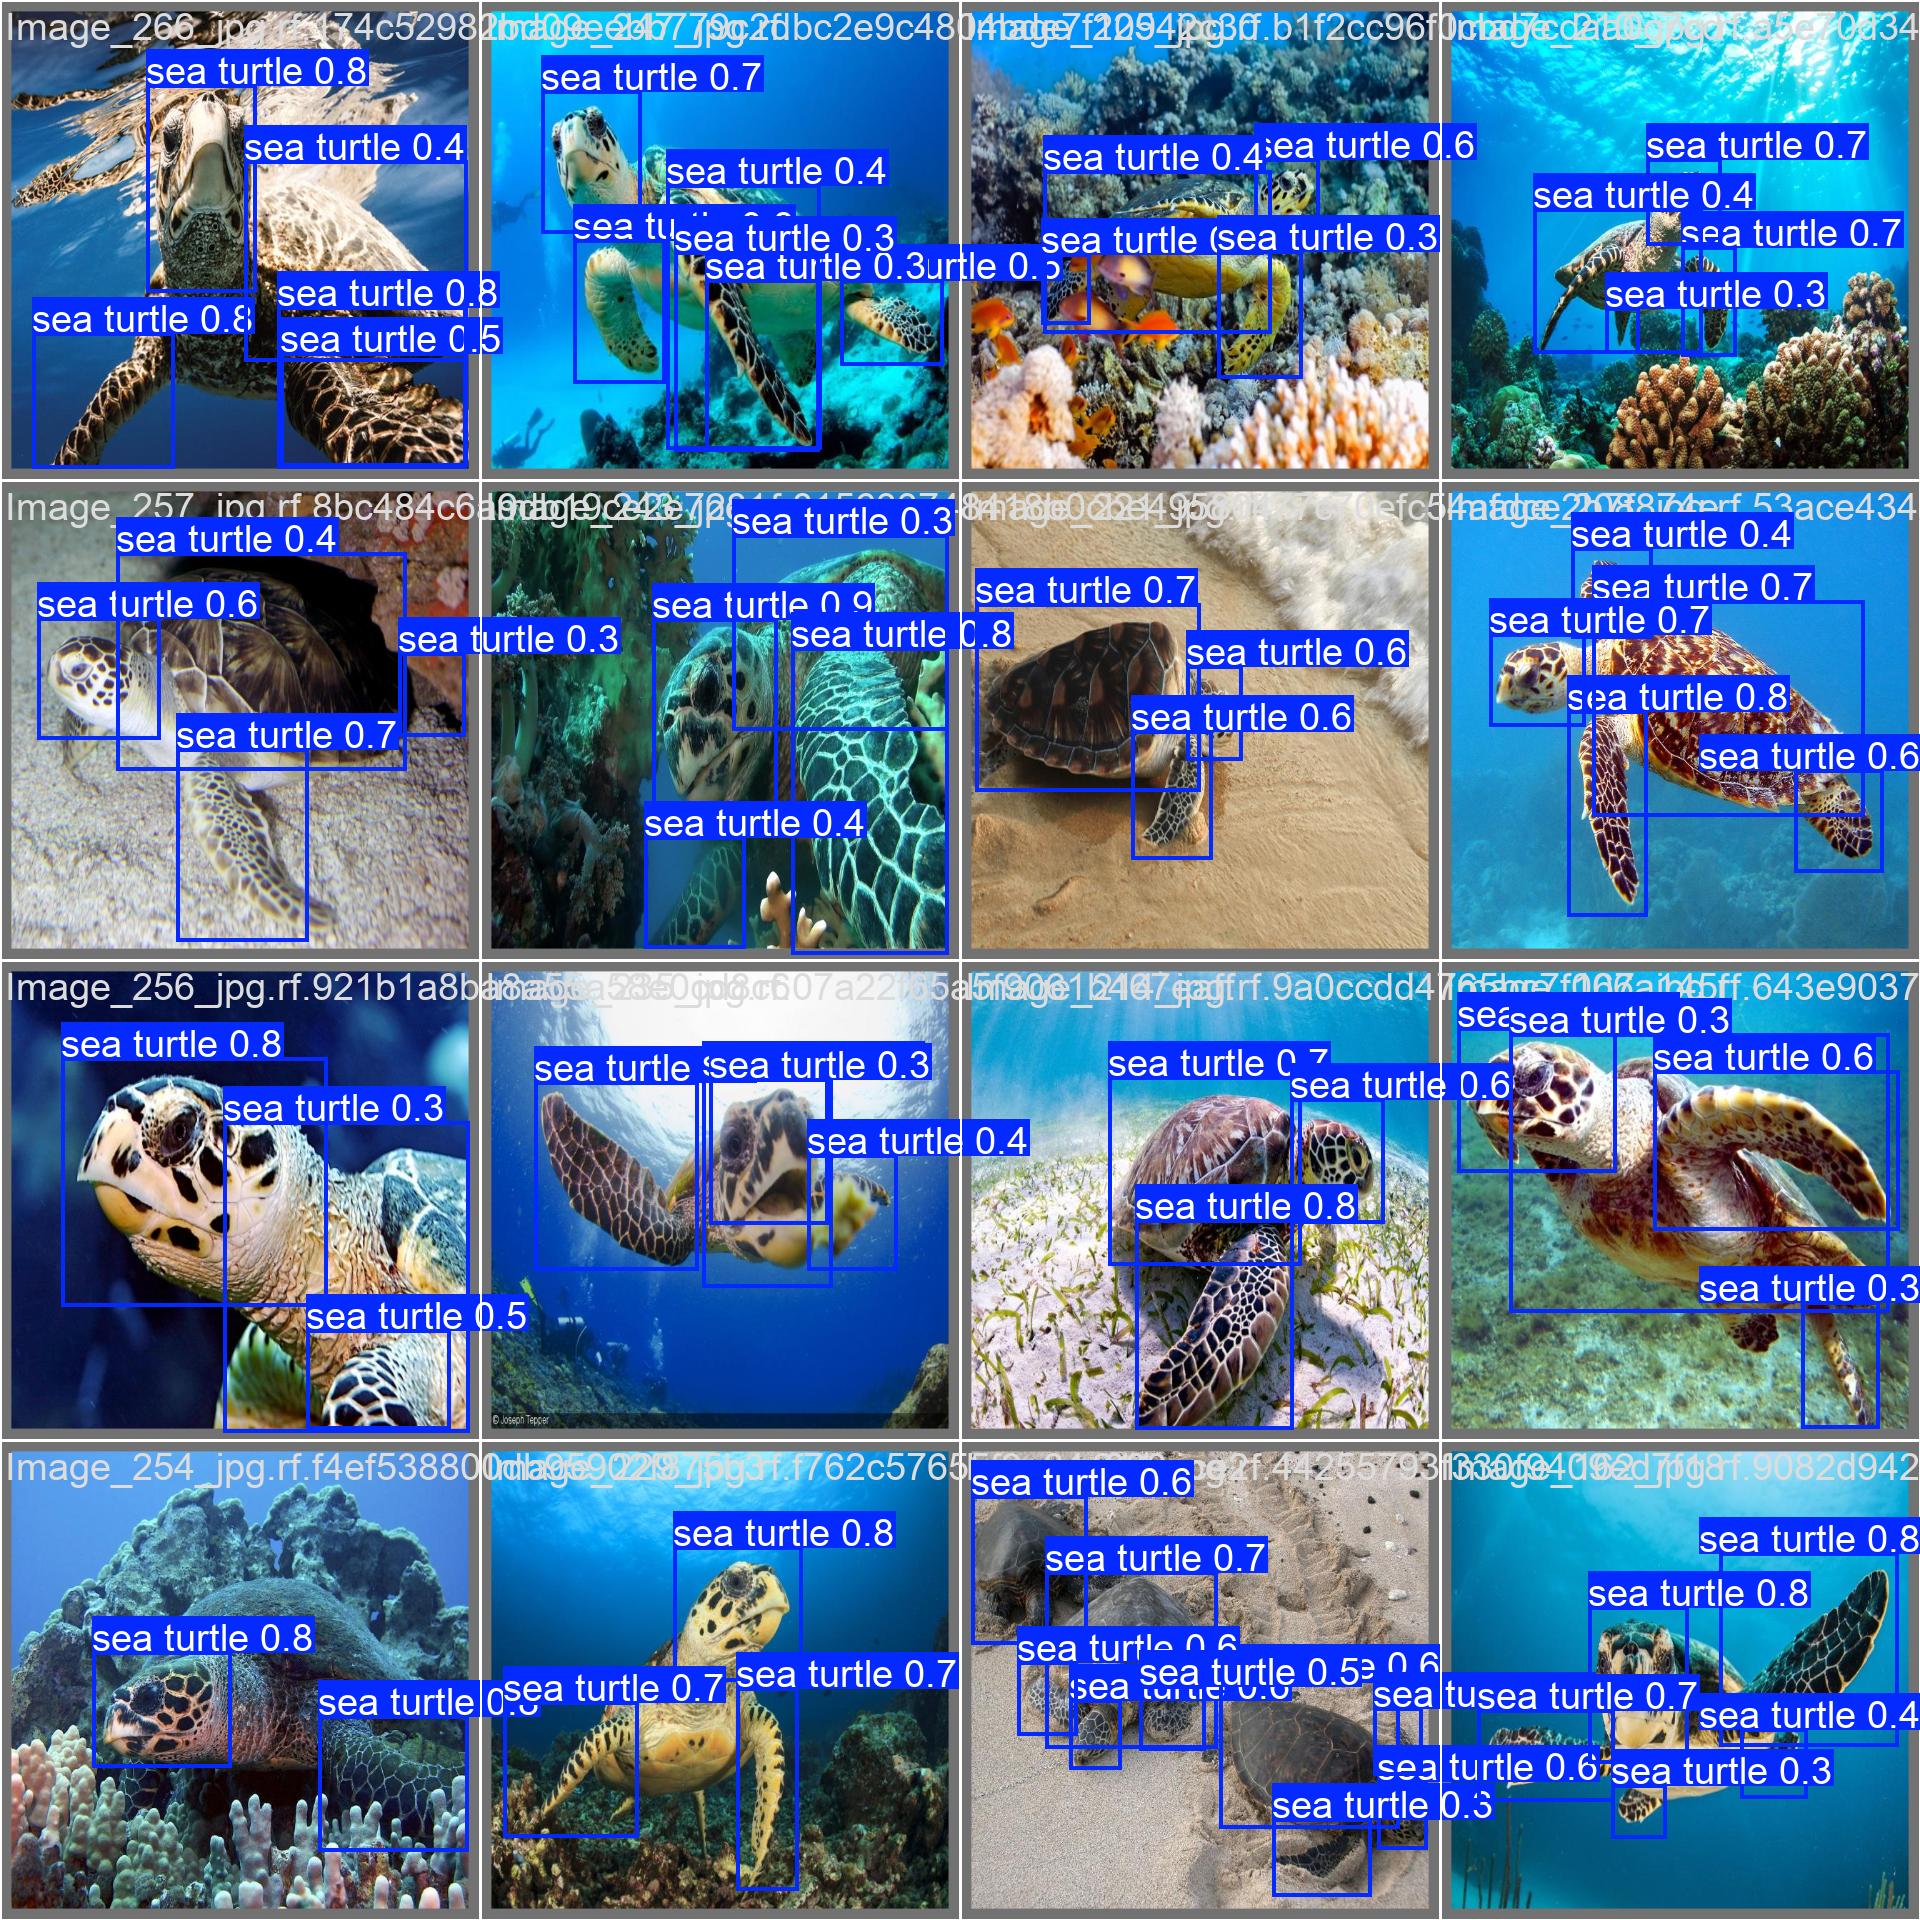 Image_266_jpg.rf.174c52982
sea turtle 0.8
sea turtle 0.4
sea turtle 0.8
sea turtle 0.8
sea turtle 0.5
sea turtle 0.7
sea turtle 0.4
sea turtle 0.3
sea turtle 0.3
sea turtle 0.4
sea turtle 0.6
sea turtle
sea turtle 0.3
sea turtle 0.7
sea turtle 0.4
sea turtle 0.7
sea turtle 0.3
Image_257_jpg.rf.8bc484c6a
sea turtle 0.4
sea turtle 0.6
sea turtle 0.3
sea turtle 0.7
sea turtle 0.3
sea turtle 0.9
sea turtle 0.8
sea turtle 0.4
sea turtle 0.7
sea turtle 0.6
sea turtle 0.6
rf.53ace434
sea turtle 0.4
sea turtle 0.7
sea turtle 0.7
sea turtle 0.8
sea turtle 0.6
Image_256_jpg.rf.921b1a8b
sea turtle 0.8
sea turtle 0.3
sea turtle 0.5
sea turtle
sea turtle 0.3
sea turtle 0.4
© Joseph Tepper
rf.9a0ccdd47
sea turtle 0.7
sea turtle 0.6
sea turtle 0.8
.643e9037
sea turtle 0.3
sea turtle 0.6
sea turtle 0.3
Image_254_jpg.rf.f4ef538800
sea turtle 0.8
sea turtle 0.8
f.f762c5765
sea turtle 0.8
sea turtle 0.7
sea turtle 0.7
sea turtle 0.6
sea turtle 0.7
sea turtle 0.6
sea turtle 0.5
sea turtle 0.6
sea turtle 0.3
.9082d942
sea turtle 0.8
sea turtle 0.8
sea turtle 0.7
sea turtle 0.4
sea turtle 0.6
sea turtle 0.3